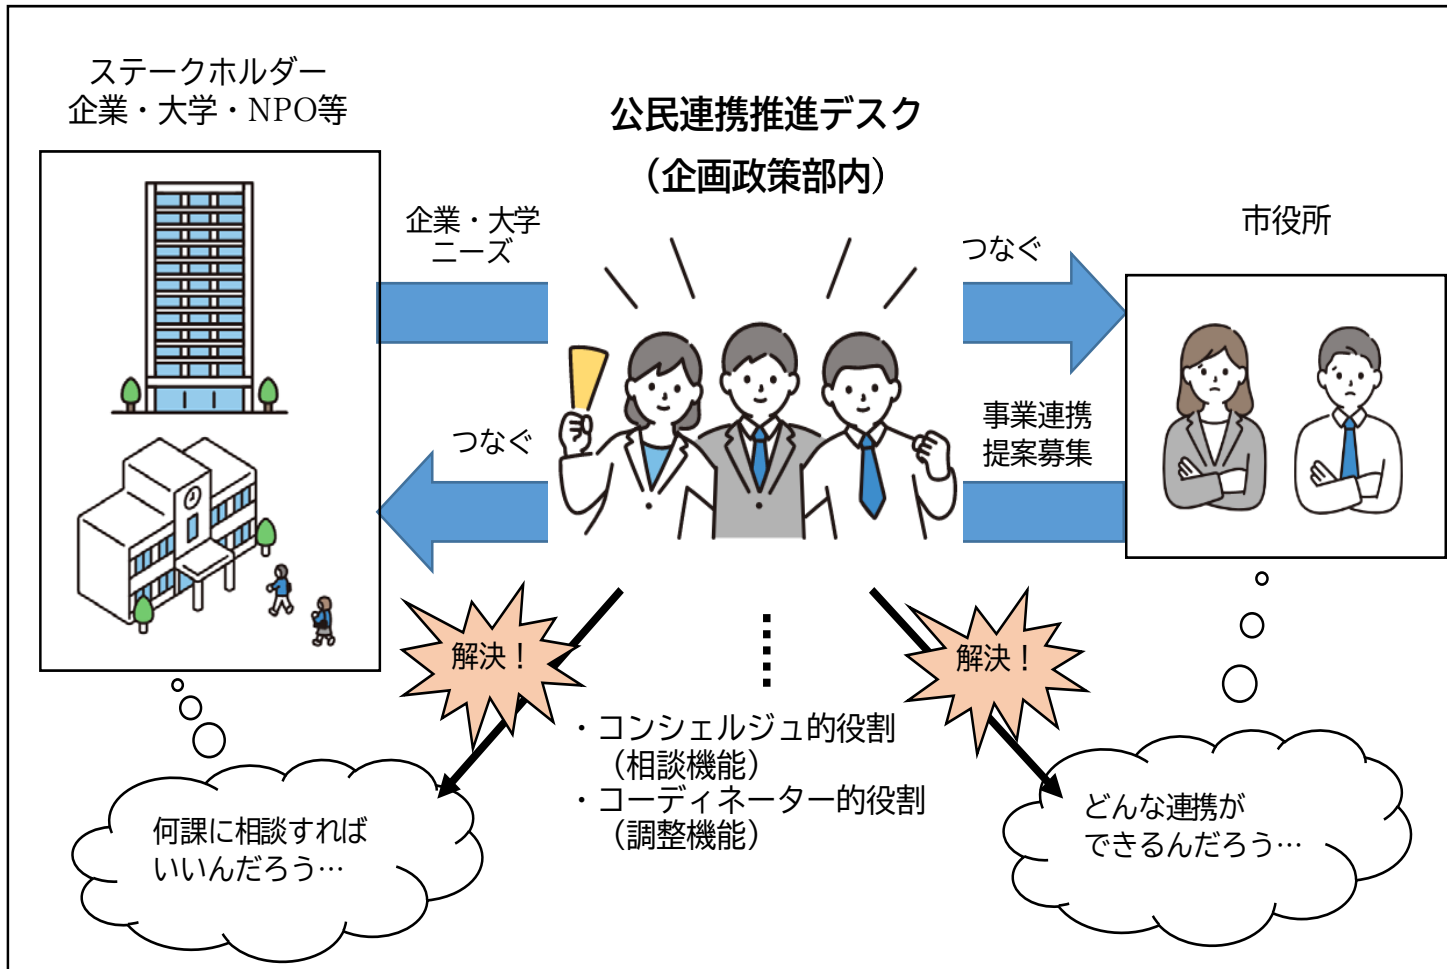 ステークホルダー
企業・大学・NPO等
公民連携推進デスク
（企画政策部内）
企業・大学
ニーズ
つなぐ
市役所
つなぐ
事業連携
提案募集
解決！
解決！
・コンシェルジュ的役割
（相談機能）
・コーディネーター的役割
（調整機能）
何課に相談すれば
いいんだろう…
どんな連携が
できるんだろう…